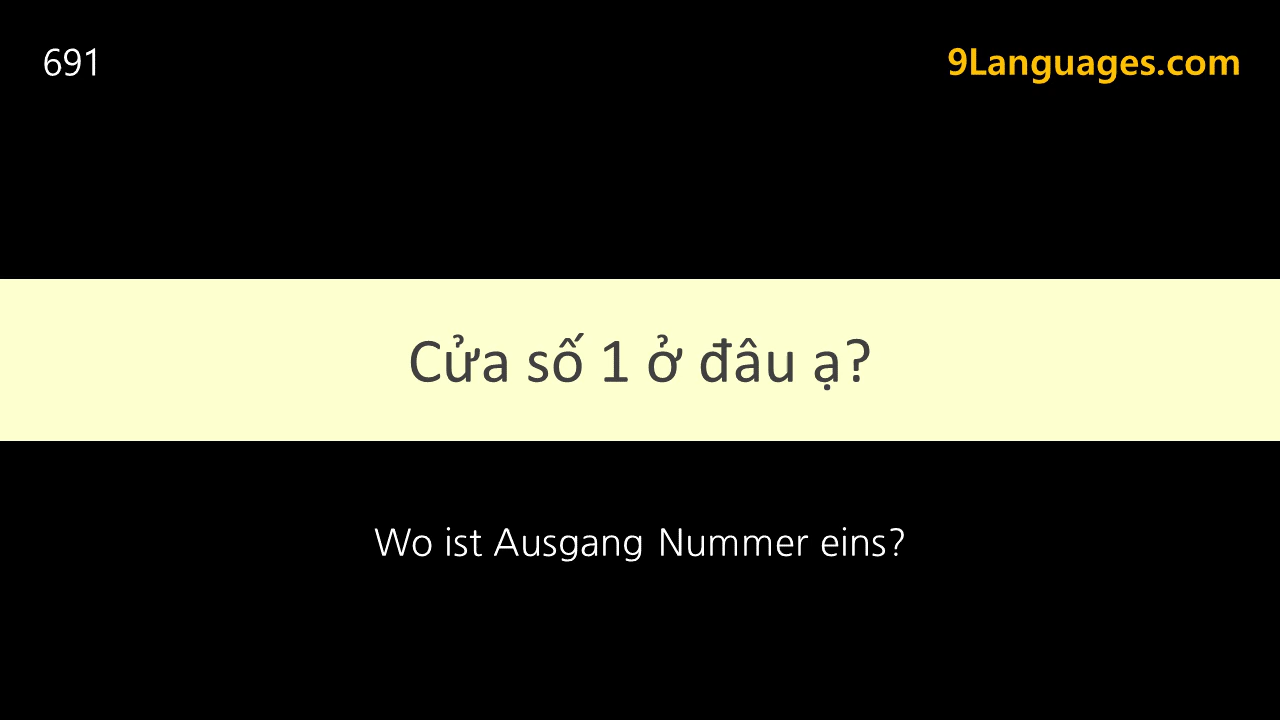 691
9Languages.com
Cửa số 1 ở đâu ạ?
Wo ist Ausgang Nummer eins?